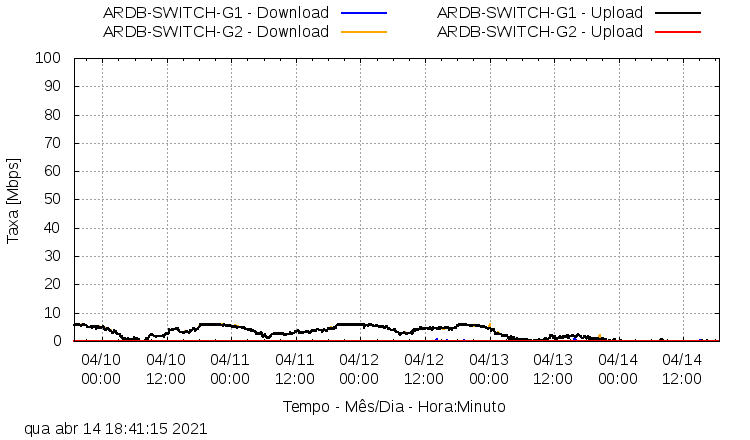 ARDB-SWITCH-G1 - Download ARDB-SWITCH-G1 - Upload
ARDB-SWITCH-G2 - Download ARDB-SWITCH-G2 - Upload
100
90
80
70
60
50
40
30
20
10
0
Taxa [Mbps]
04/10 04/10 04/11 04/11 04/12 04/12 04/13 04/13 04/14 04/14
00:00 12:00 00:00 12:00 00:00 12:00 00:00 12:00 00:00 12:00
Tempo - Mês/Dia - Hora:Minuto
qua abr 14 18:41:15 2021